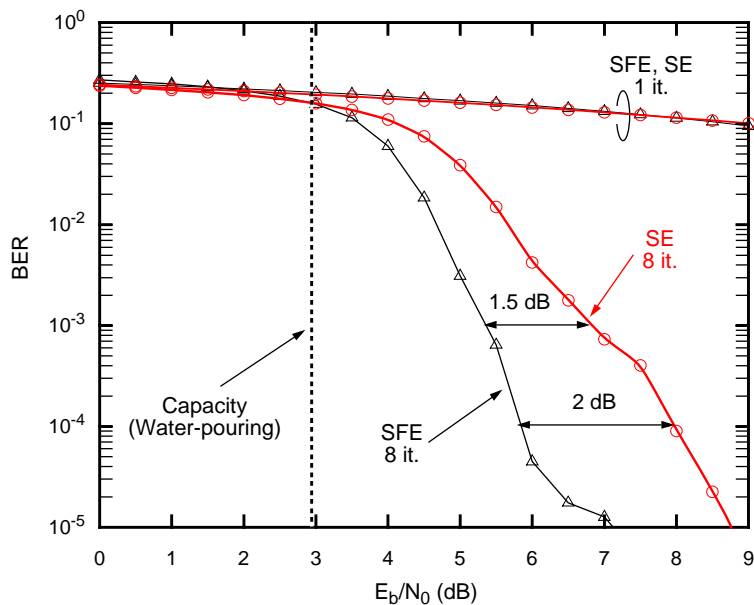 10^0
10^-1
10^-2
10^-3
10^-4
10^-5
BER
SFE, SE
1 it.
SE
8 it.
1.5 dB
2 dB
Capacity
(Water-pouring)
SFE
8 it.
0 1 2 3 4 5 6 7 8 9
E_b/N_0 (dB)